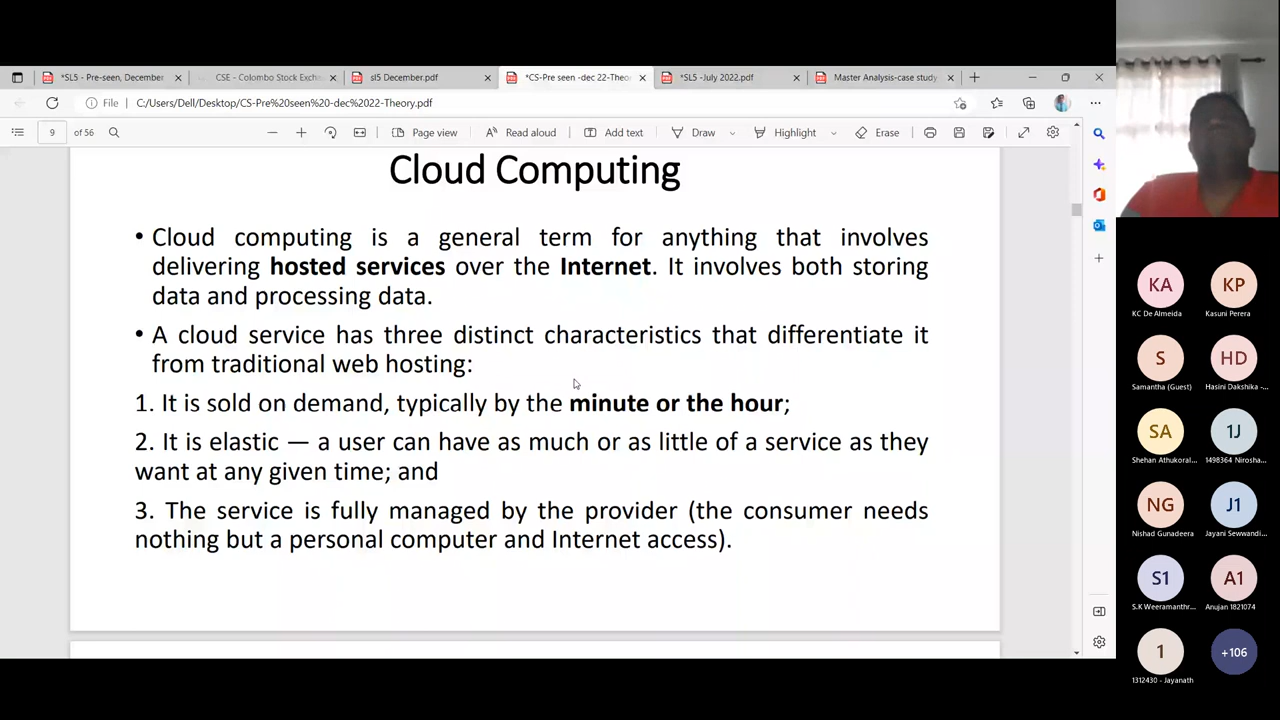 *SL5 - Pre-seen, December
CSE - Colombo Stock Excha
sl5 December.pdf
*CS-Pre seen -dec 22-Theory
*SL5 -July 2022.pdf
Master Analysis-case study
File
C:/Users/Dell/Desktop/CS-Pre%20seen%20-dec%2022-Theory.pdf
9 of 56
Page view
Read aloud
Add text
Draw
Highlight
Erase
Cloud Computing
• Cloud computing is a general term for anything that involves
delivering hosted services over the Internet. It involves both storing
data and processing data.
• A cloud service has three distinct characteristics that differentiate it
from traditional web hosting:
1. It is sold on demand, typically by the minute or the hour;
2. It is elastic — a user can have as much or as little of a service as they
want at any given time; and
3. The service is fully managed by the provider (the consumer needs
nothing but a personal computer and Internet access).
KA
KC De Almeida
KP
Kasuni Perera
S
Samantha (Guest)
HD
Hasini Dakshika -...
SA
Shehan Athukoral...
1J
1498364 Nirosha...
NG
Nishad Gunadeera
J1
Jayani Sewwandi...
S1
S.K Weeramanthr...
A1
Anujan 1821074
1
1312430 - Jayanath
+106